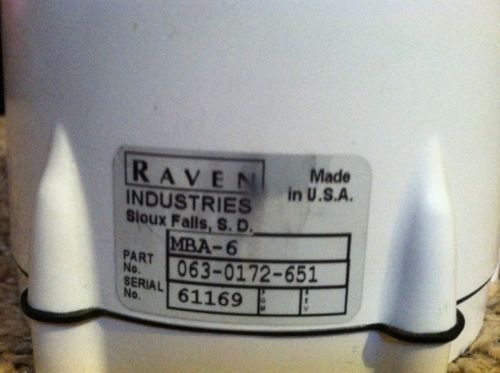 RAVEN
INDUSTRIES
Sioux Falls, S. D.
Made
in U.S.A.
MBA-6
PART
No.
063-0172-651
SERIAL
No.
61169